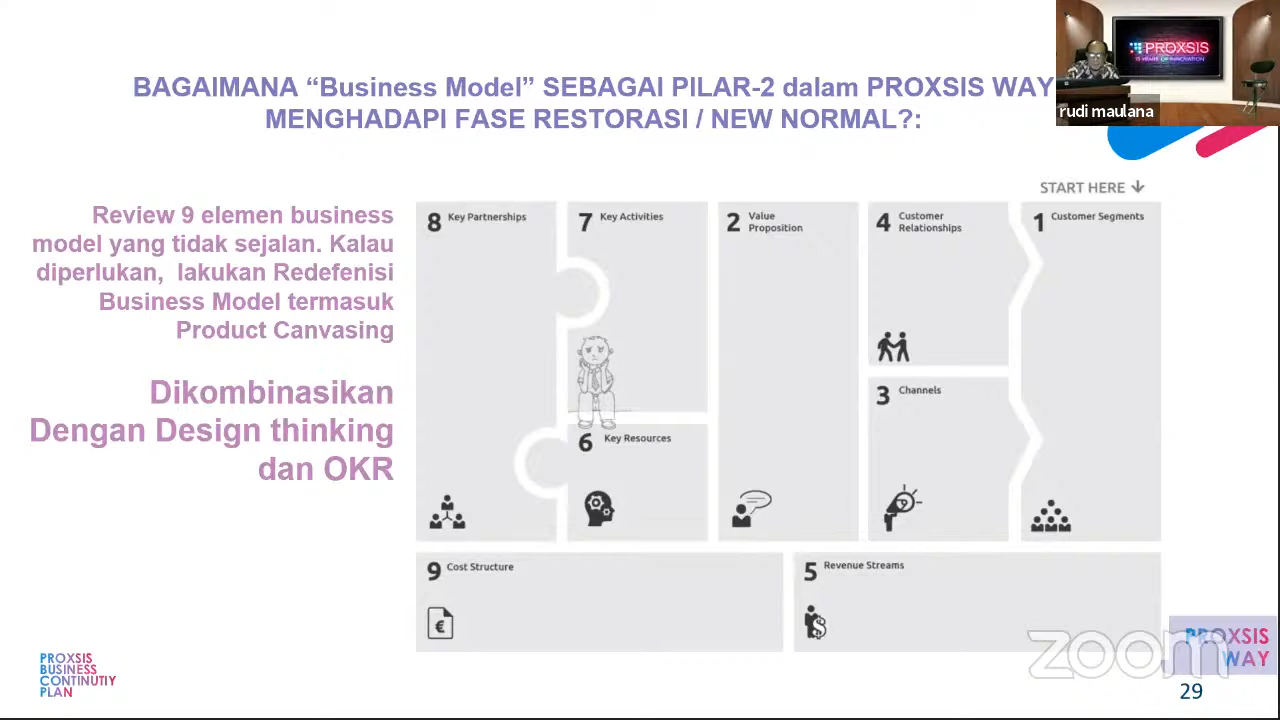 BAGAIMANA “Business Model” SEBAGAI PILAR-2 dalam PROXSIS WAY
MENGHADAPI FASE RESTORASI / NEW NORMAL?:
PROXSIS
15 YEARS OF INNOVATION
rudi maulana
Review 9 elemen business
model yang tidak sejalan. Kalau
diperlukan, lakukan Redefenisi
Business Model termasuk
Product Canvasing
Dikombinasikan
Dengan Design thinking
dan OKR
START HERE ↓
8 Key Partnerships
7 Key Activities
2 Value
Proposition
4 Customer
Relationships
1 Customer Segments
3 Channels
6 Key Resources
9 Cost Structure
€
5 Revenue Streams
$
PROXSIS
BUSINESS
CONTINUTIY
PLAN
zoom
PROXSIS
WAY
29